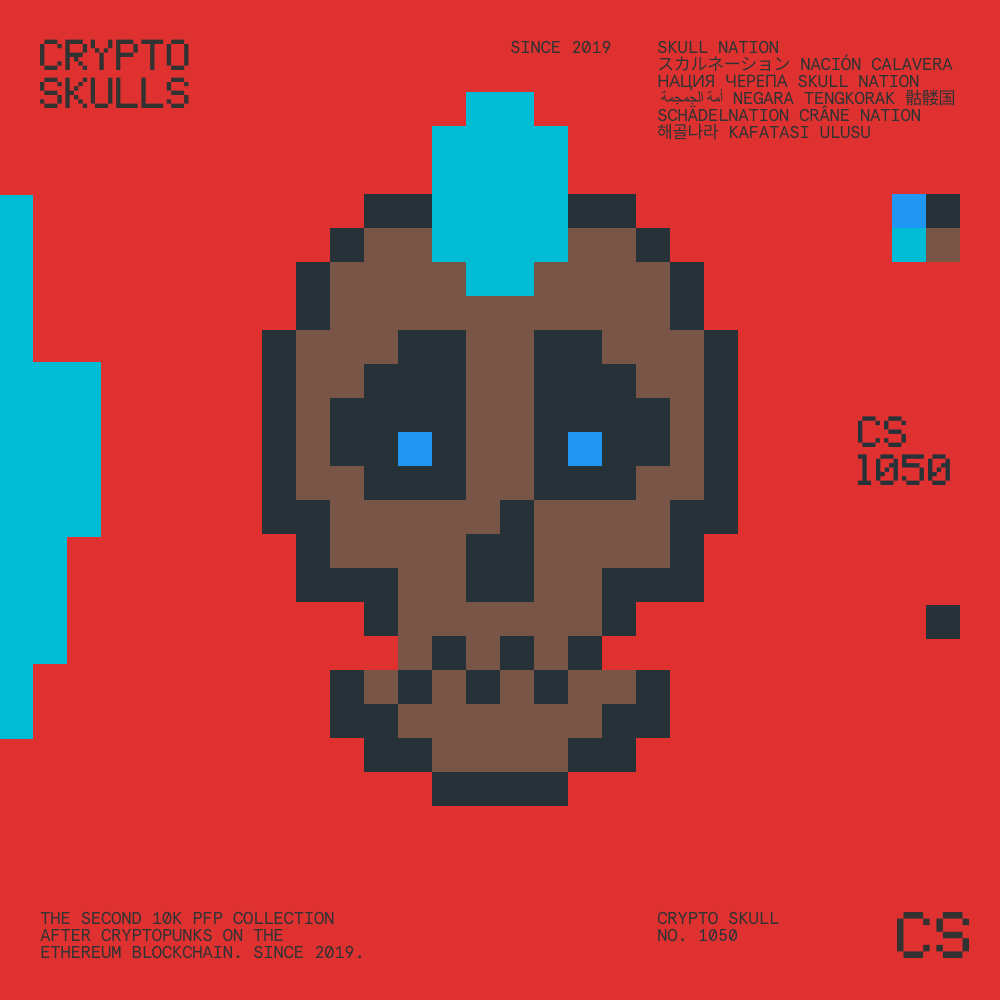 CRYPTO
SKULLS
SINCE 2019
SKULL NATION
スカルネーション NACIÓN CALAVERA
НАЦИЯ ЧЕРЕПА SKULL NATION
أمة الجمجمة NEGARA TENGKORAK 骷髅国
SCHÄDELNATION CRÂNE NATION
해골나라 KAFATASI ULUSU
CS
1050
THE SECOND 10K PFP COLLECTION
AFTER CRYPTOPUNKS ON THE
ETHEREUM BLOCKCHAIN. SINCE 2019.
CRYPTO SKULL
NO. 1050
CS